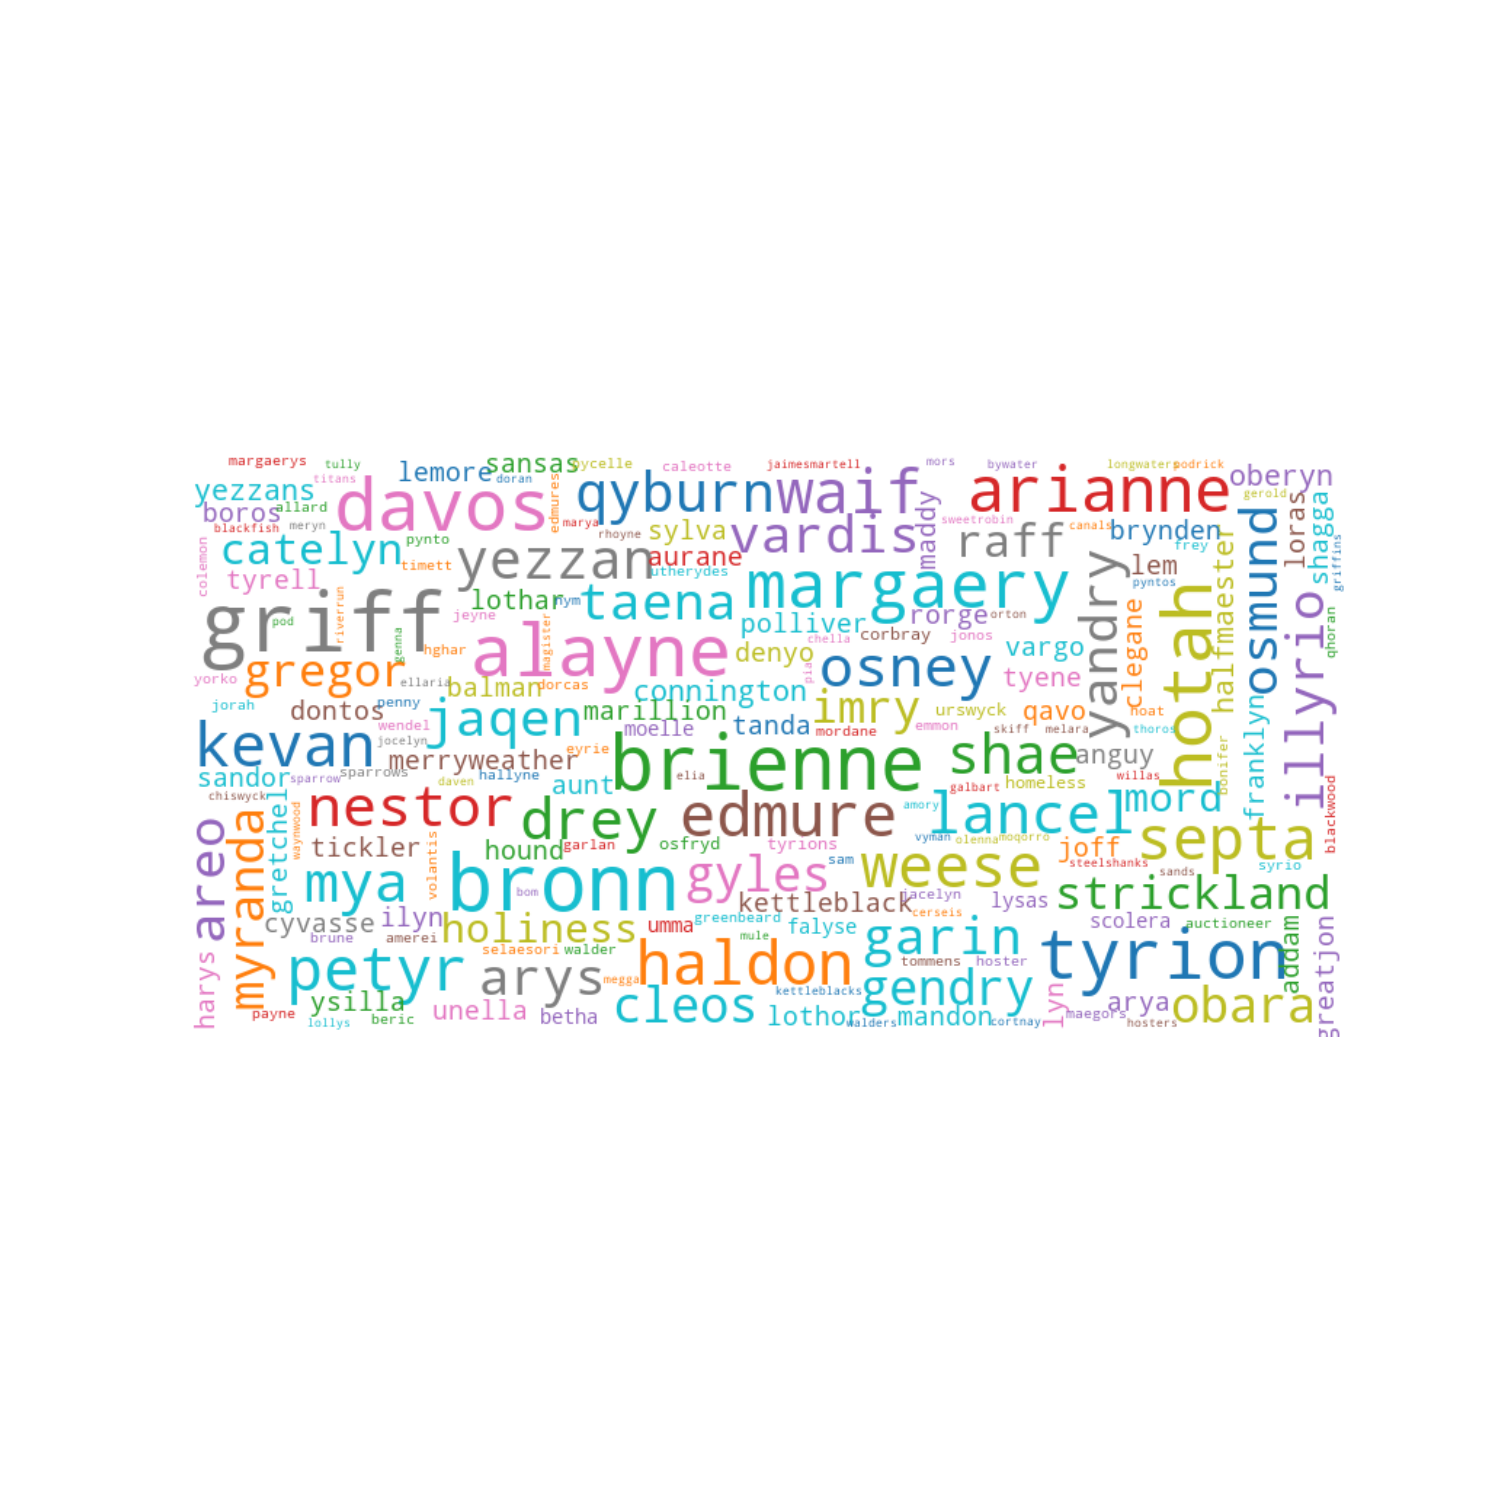 margaerys
tully
lemore
sansas
pycelle
caleotte
jaimesmartell
mors
bywater
longwaters
podrick
oberyn
titans
doran
yezzans
davos
edmures
qyburn
waif
arianne
gerold
boros
allard
loras
shagga
blackfish
meryn
marya
rhoyne
sylva
vardis
maddy
sweetrobin
raff
canals
brynden
osmund
griffins
colemon
catelyn
pynto
yezzan
aurane
frey
halfmaester
tyrell
timett
utherydes
margaery
yandry
lem
pyntos
hotah
griff
pod
riverrun
lothar
nym
taena
polliver
rorge
orton
clegane
illyrio
qhoran
jeyne
magister
alayne
chella
corbray
jonos
genna
hghar
denyo
pia
osney
vargo
yorko
gregor
ellaria
balman
dorcas
connington
tyene
jorah
dontos
penny
jaqen
marillion
imry
urswyck
qavo
hoat
franklyn
wendel
moelle
tanda
mordane
emmon
skiff
melara
thoros
kevan
jocelyn
merryweather
eyrie
brienne
shae
anguy
bonifer
sandor
sparrow
sparrows
daven
hallyne
aunt
elia
homeless
willas
galbart
chiswyck
gretchel
waynwood
nestor
drey
edmure
amory
lancel
mord
blackwood
areo
myranda
tickler
volantis
hound
garlan
osfryd
tyrions
vyman
olenna
moqorro
joff
septa
sam
steelshanks
sands
syrio
mya
bronn
bom
gyles
weese
jacelyn
lysas
strickland
cyvasse
ilyn
holiness
umma
kettleblack
greenbeard
cerseis
falyse
scolera
auctioneer
addam
greatjon
brune
amerei
selaesori
walder
mule
garin
tommens
hoster
tyrion
harys
petyr
arys
megga
haldon
kettleblacks
gendry
lyn
arya
obara
payne
ysilla
lollys
beric
unella
betha
cleos
lothor
walders
mandon
cortnay
maegors
hosters